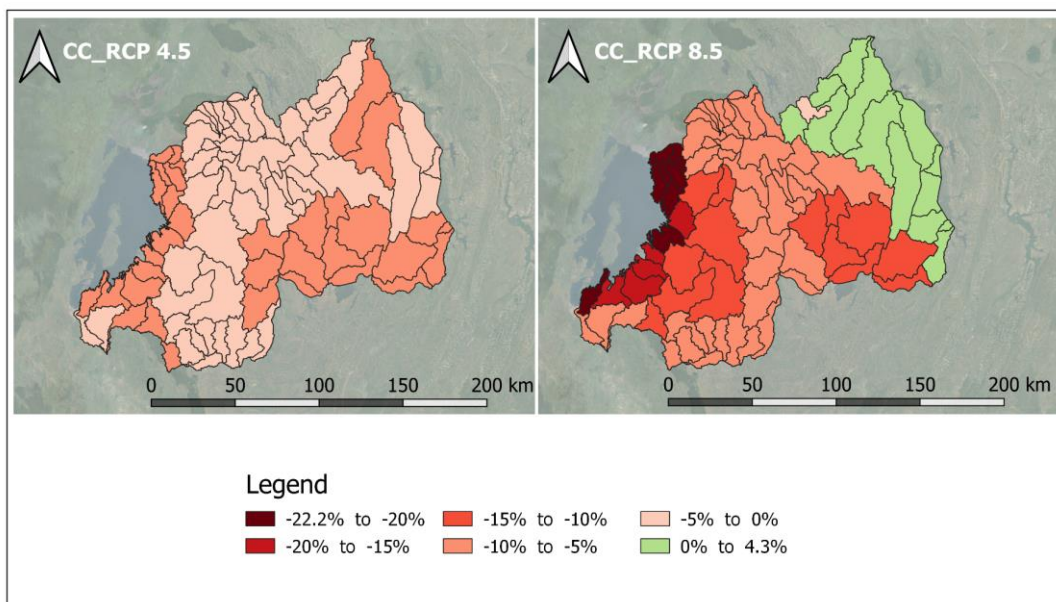 CC_RCP 4.5
CC_RCP 8.5
0 50 100 150 200 km
0 50 100 150 200 km
Legend
-22.2% to -20% -15% to -10% -5% to 0%
-20% to -15% -10% to -5% 0% to 4.3%